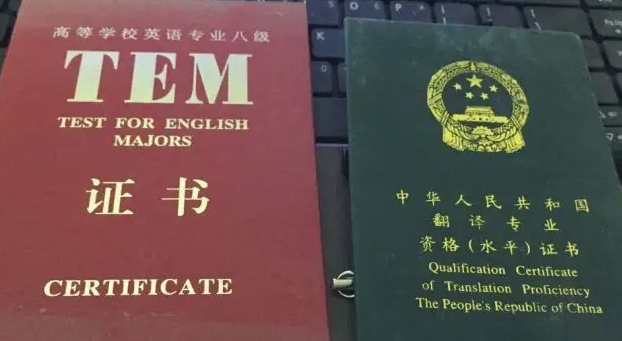 高等学校英语专业八级
TEM
TEST FOR ENGLISH
MAJORS
证书
CERTIFICATE
中华人民共和国
翻译专业
资格(水平)证书
Qualification Certificate
of Translation Proficiency
The People's Republic of China
K